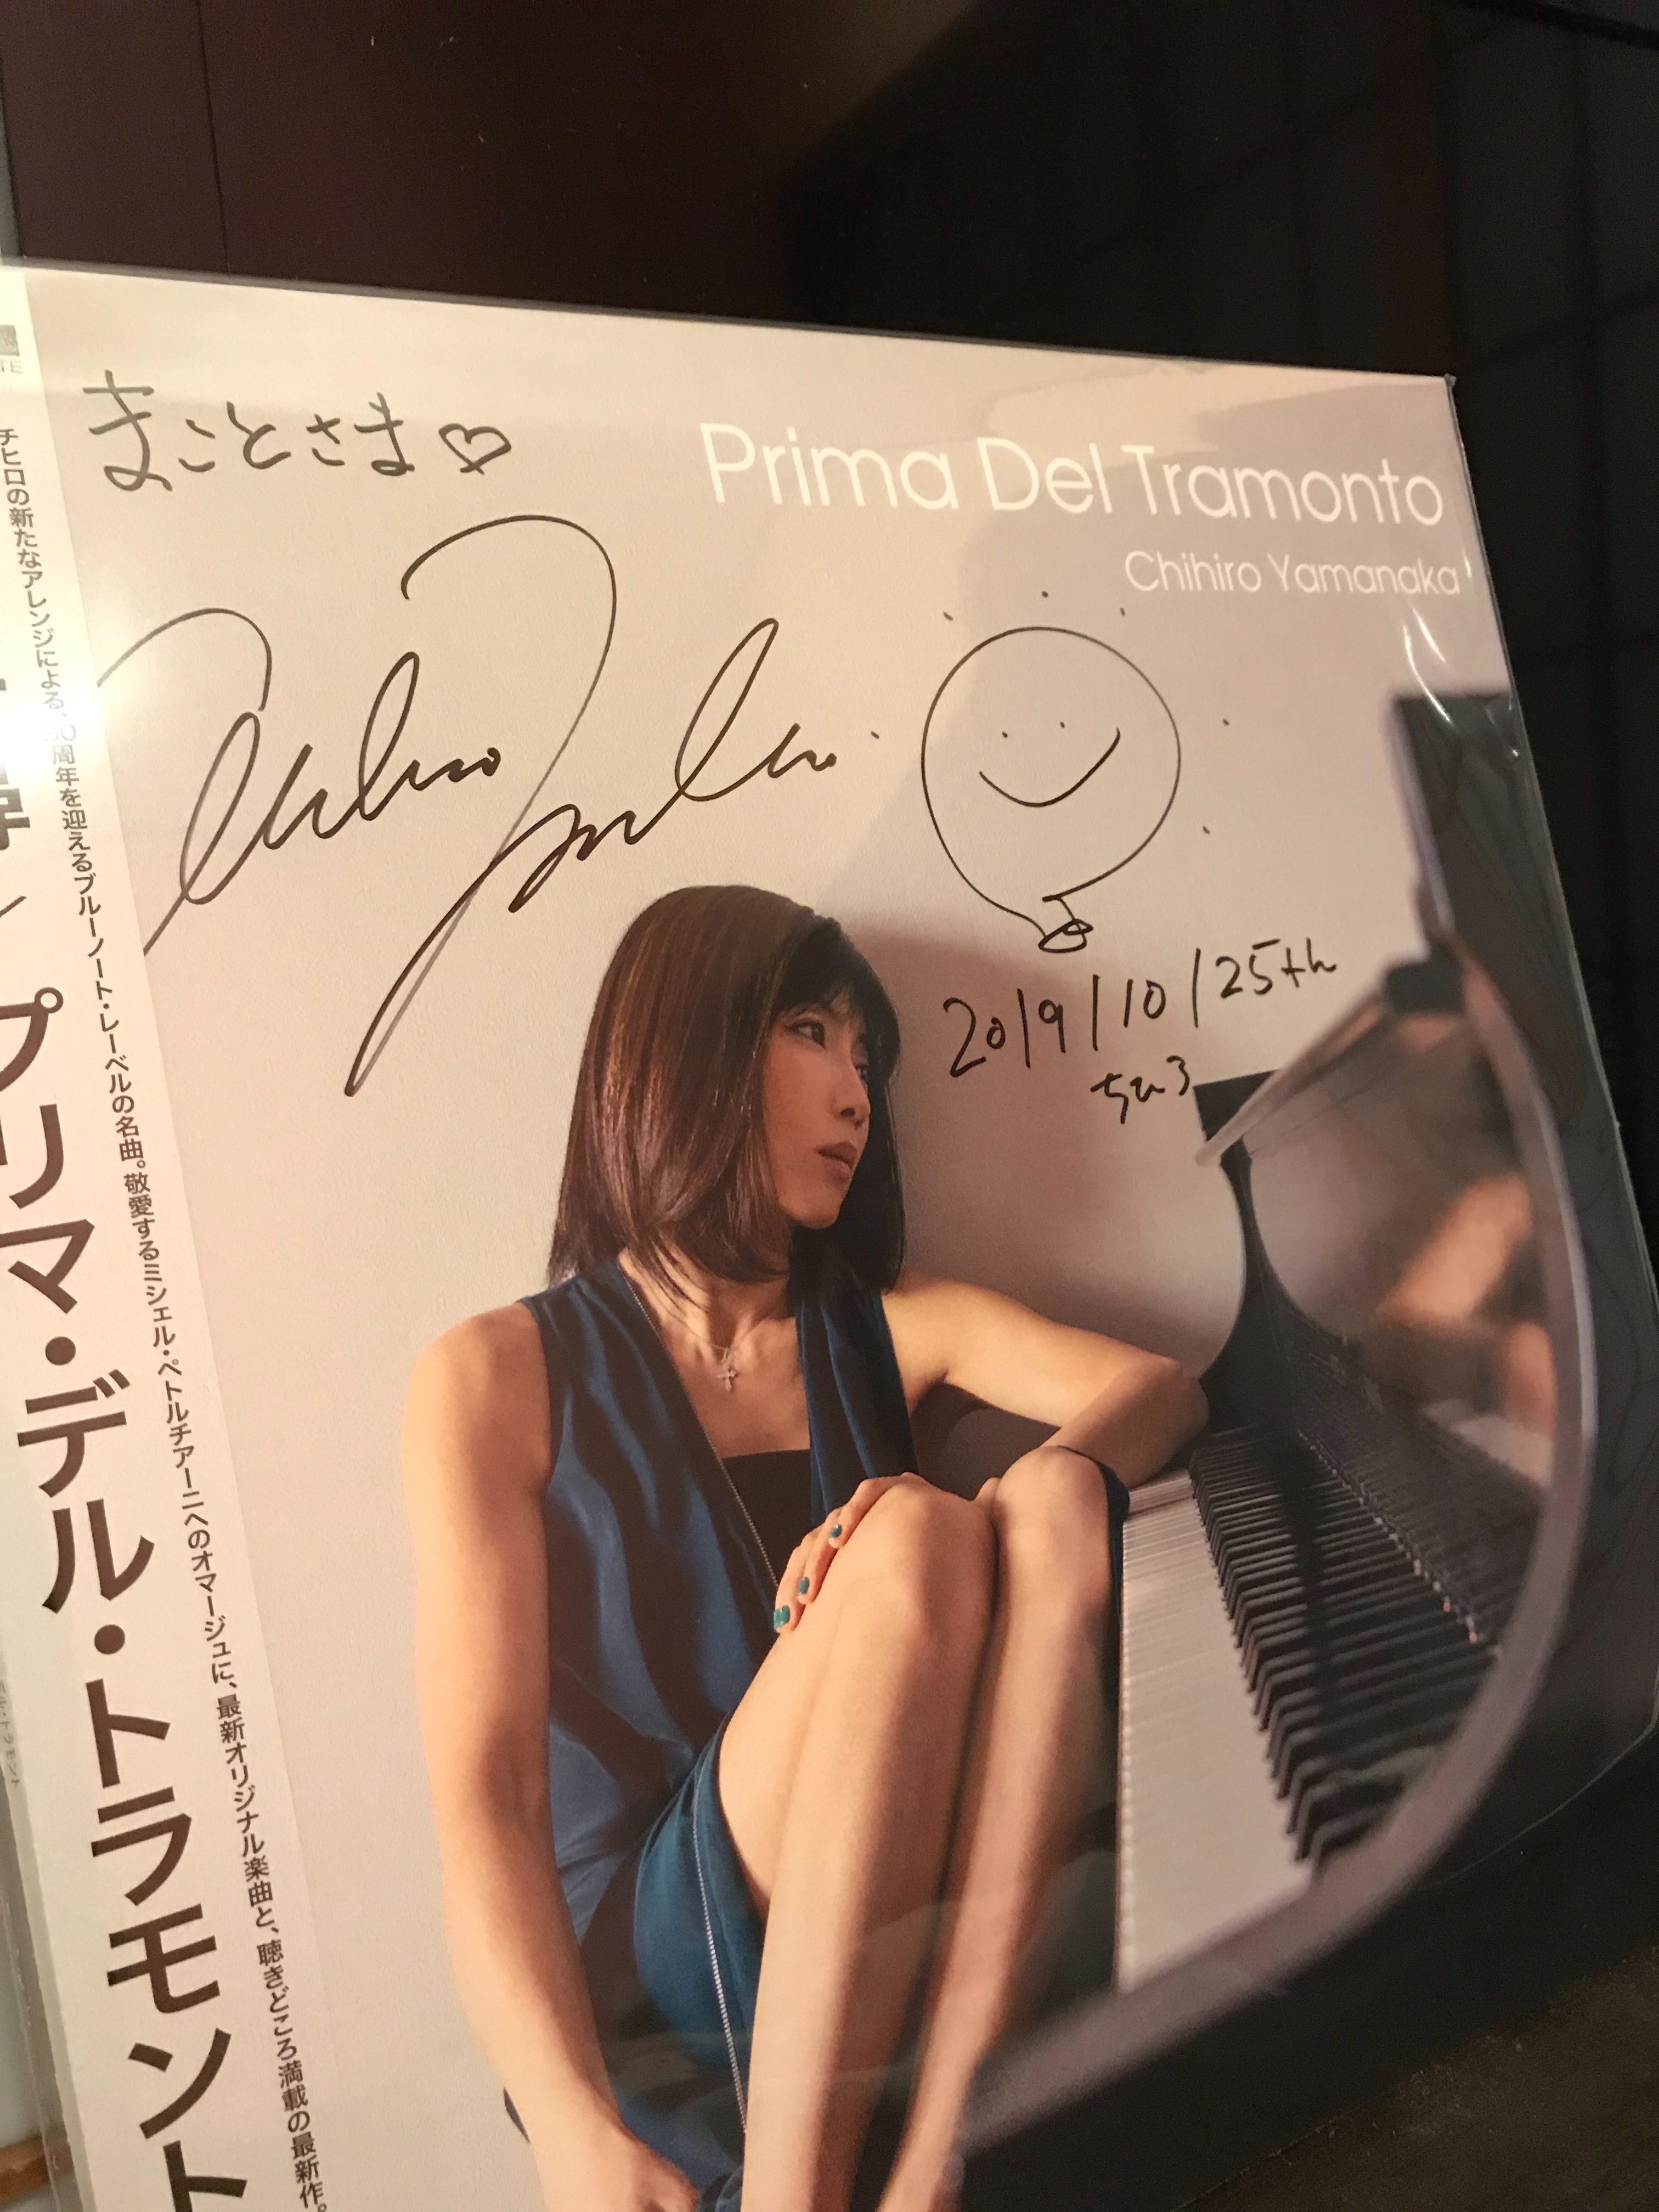 まことさま♡
Prima Del Tramonto
Chihiro Yamanaka
2019/10/25th
ちひろ
チヒロの新たなアレンジによる、80周年を迎えるブルーノート・レーベルの名曲。敬愛するミシェル・ペトルチアーニへのオマージュに、最新オリジナル楽曲と、聴きどころ満載の最新作。
プリマ・デル・トラモント